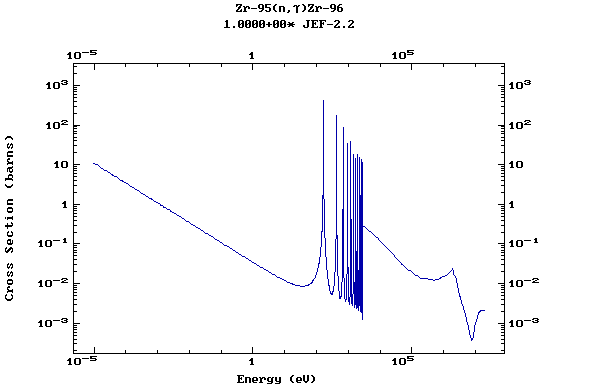 Zr-95(n,γ)Zr-96
1.0000+00* JEF-2.2
10⁻⁵ 1 10⁵
10³ 10³
10² 10²
10 10
1 1
10⁻¹ 10⁻¹
10⁻² 10⁻²
10⁻³ 10⁻³
10⁻⁵ 1 10⁵
Cross Section (barns)
Energy (eV)